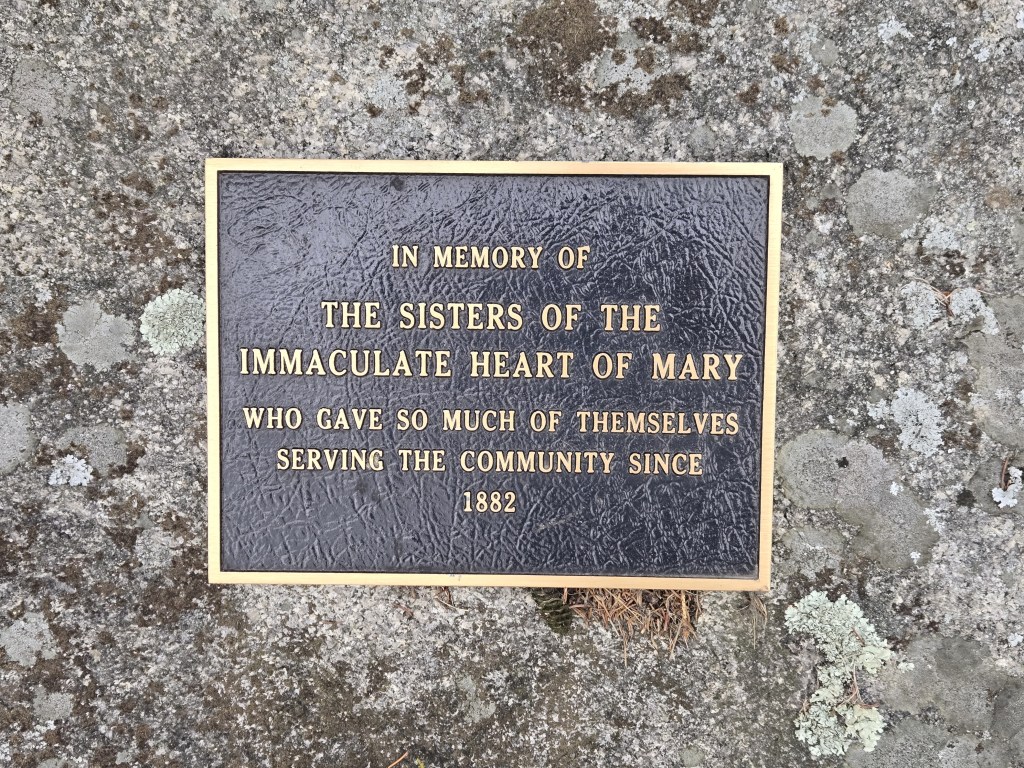 IN MEMORY OF
THE SISTERS OF THE
IMMACULATE HEART OF MARY
WHO GAVE SO MUCH OF THEMSELVES
SERVING THE COMMUNITY SINCE
1882